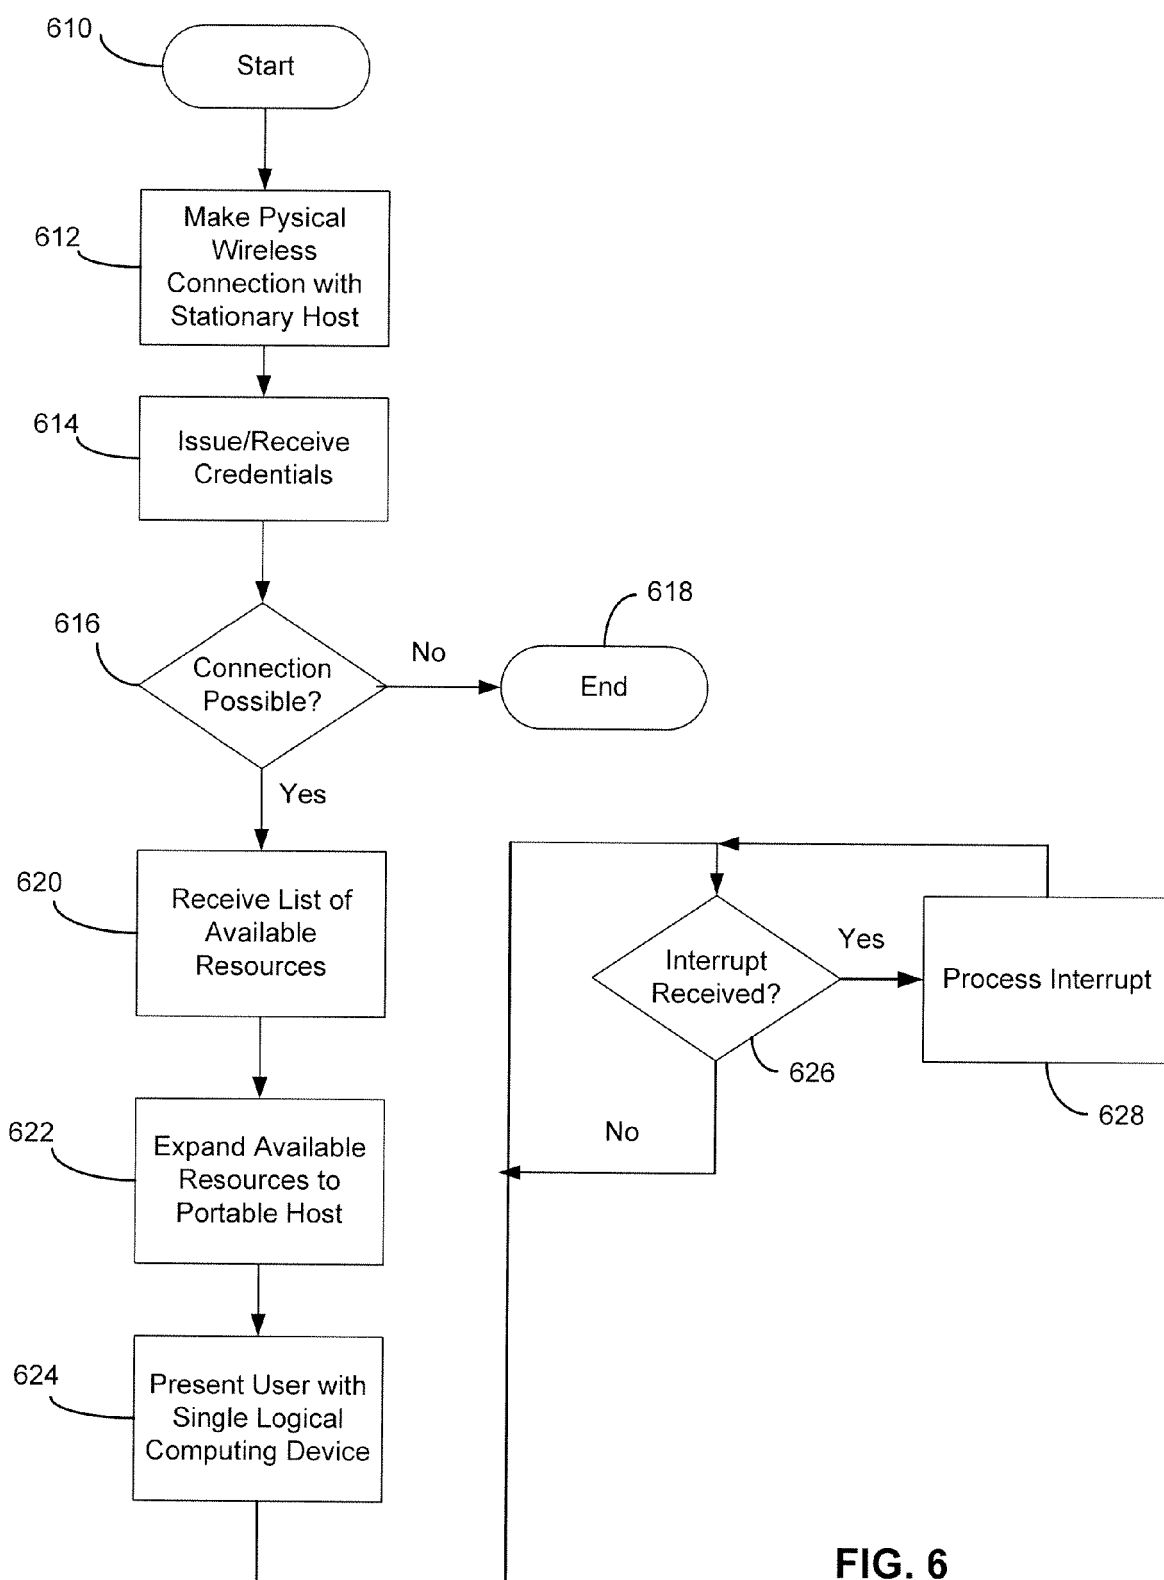 610
Start
612
Make Pysical
Wireless
Connection with
Stationary Host
614
Issue/Receive
Credentials
616
Connection
Possible?
No
618
End
Yes
620
Receive List of
Available
Resources
622
Expand Available
Resources to
Portable Host
624
Present User with
Single Logical
Computing Device
Interrupt
Received?
626
Yes
Process Interrupt
628
No
FIG. 6